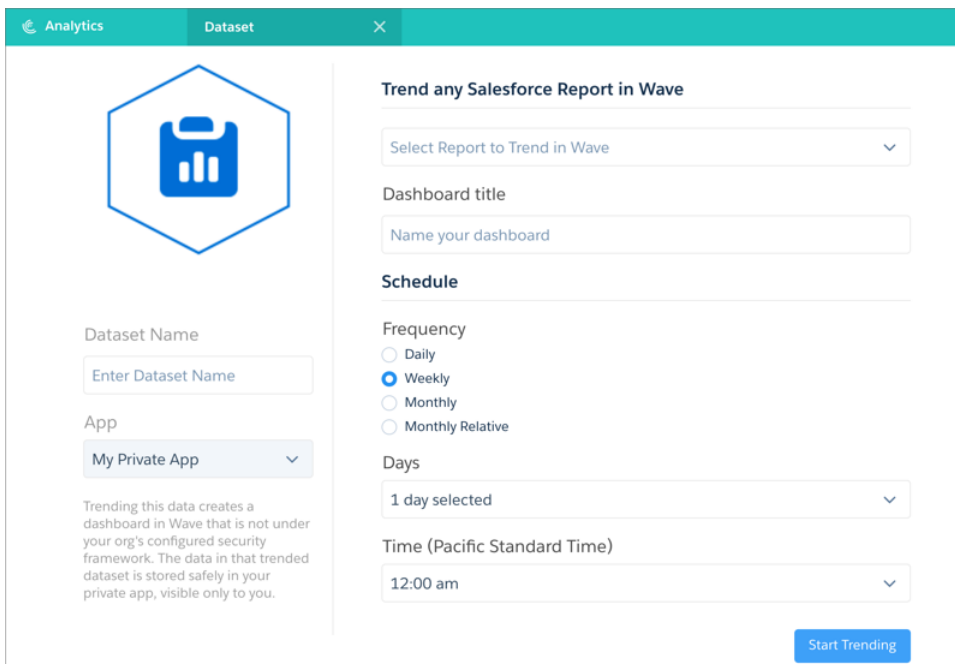 Analytics
Dataset
Trend any Salesforce Report in Wave
Select Report to Trend in Wave
Dashboard title
Name your dashboard
Schedule
Frequency
Daily
Weekly
Monthly
Monthly Relative
Days
1 day selected
Time (Pacific Standard Time)
12:00 am
Start Trending
Dataset Name
Enter Dataset Name
App
My Private App
Trending this data creates a
dashboard in Wave that is not under
your org's configured security
framework. The data in that trended
dataset is stored safely in your
private app, visible only to you.